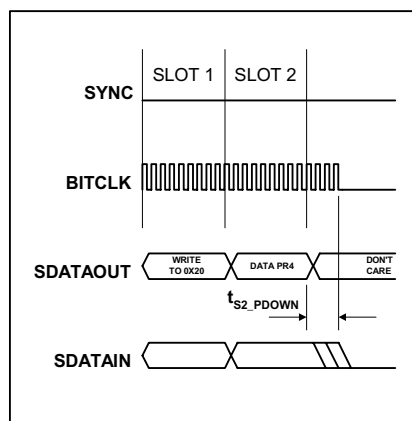 SLOT 1 SLOT 2
SYNC
BITCLK
SDATAOUT
WRITE
TO 0X20
DATA PR4
DON'T
CARE
tS2_PDOWN
SDATAIN